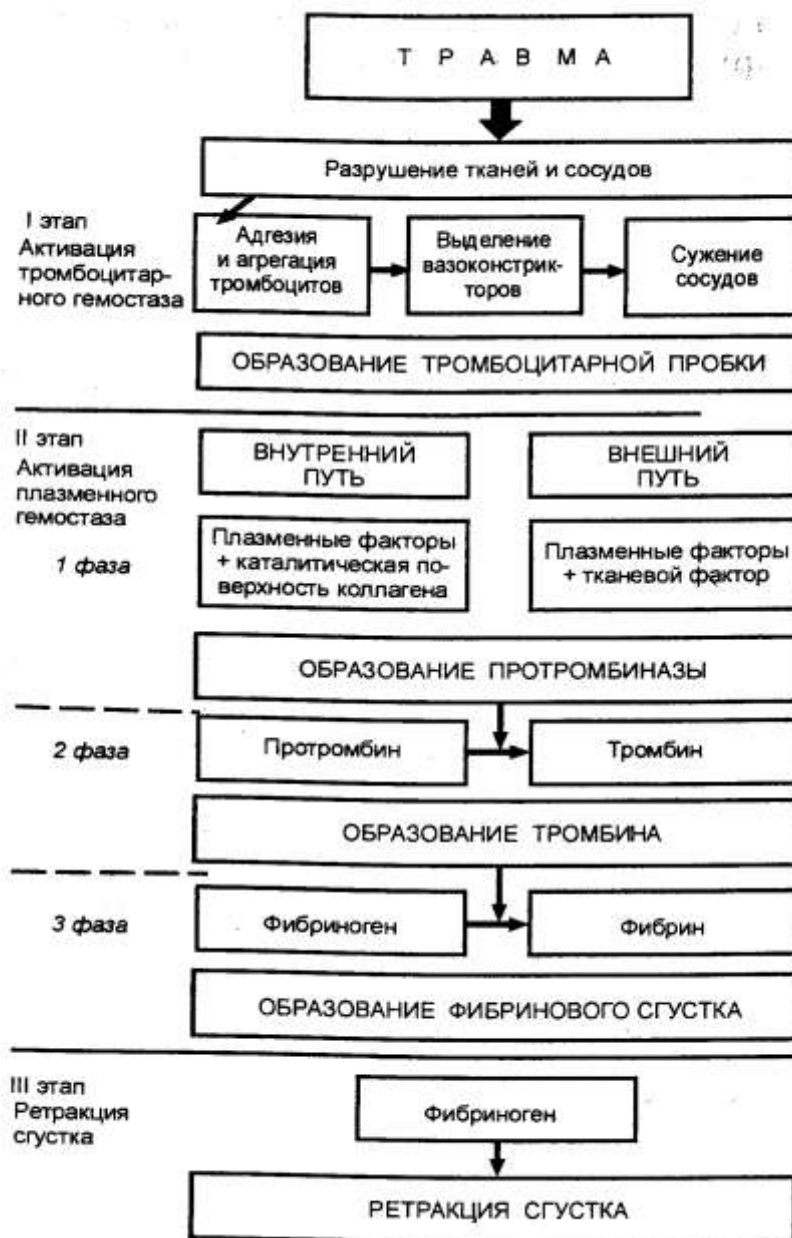 Т Р А В М А
Разрушение тканей и сосудов
I этап
Активация
тромбоцитар-
ного гемостаза
Адгезия
и агрегация
тромбоцитов
Выделение
вазоконстрик-
торов
Сужение
сосудов
ОБРАЗОВАНИЕ ТРОМБОЦИТАРНОЙ ПРОБКИ
II этап
Активация
плазменного
гемостаза
ВНУТРЕННИЙ
ПУТЬ
ВНЕШНИЙ
ПУТЬ
1 фаза
Плазменные факторы
+ каталитическая по-
верхность коллагена
Плазменные факторы
+ тканевой фактор
ОБРАЗОВАНИЕ ПРОТРОМБИНАЗЫ
2 фаза
Протромбин
Тромбин
ОБРАЗОВАНИЕ ТРОМБИНА
3 фаза
Фибриноген
Фибрин
ОБРАЗОВАНИЕ ФИБРИНОВОГО СГУСТКА
III этап
Ретракция
сгустка
Фибриноген
РЕТРАКЦИЯ СГУСТКА